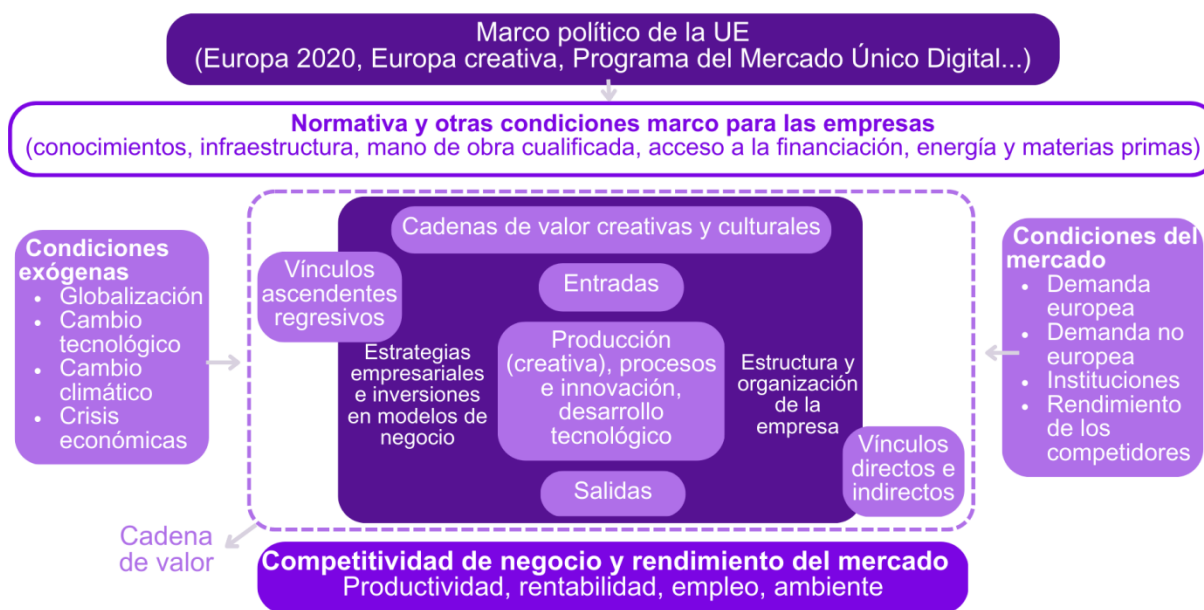 Marco político de la UE
(Europa 2020, Europa creativa, Programa del Mercado Único Digital...)
Normativa y otras condiciones marco para las empresas
(conocimientos, infraestructura, mano de obra cualificada, acceso a la financiación, energía y materias primas)
Condiciones
exógenas
• Globalización
• Cambio
tecnológico
• Cambio
climático
• Crisis
económicas
Cadenas de valor creativas y culturales
Vínculos
ascendentes
regresivos
Entradas
Estrategias
empresariales
e inversiones
en modelos de
negocio
Producción
(creativa), procesos
e innovación,
desarrollo
tecnológico
Estructura y
organización
de la
empresa
Salidas
Vínculos
directos e
indirectos
Condiciones del
mercado
• Demanda
europea
• Demanda no
europea
• Instituciones
• Rendimiento
de los
competidores
Cadena
de valor
Competitividad de negocio y rendimiento del mercado
Productividad, rentabilidad, empleo, ambiente